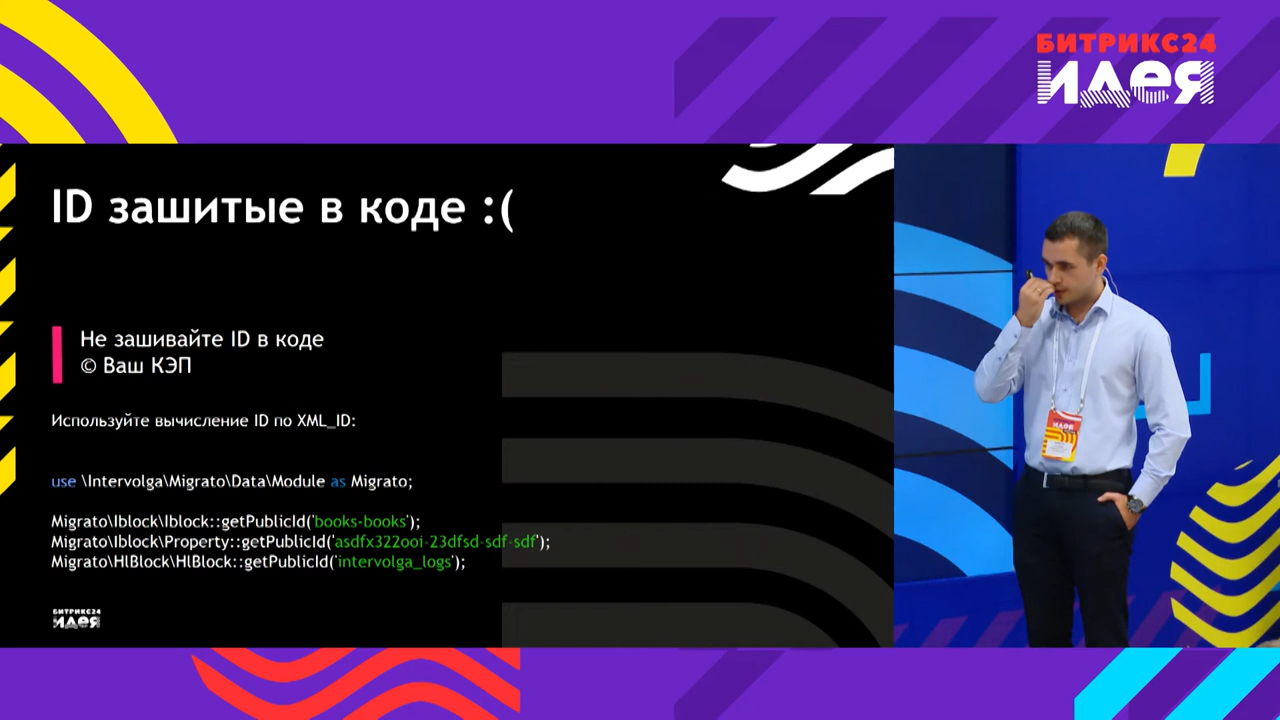 БИТРИКС24
идея
ID зашитые в коде :(
Не зашивайте ID в коде
© Ваш КЭП
Используйте вычисление ID по XML_ID:
use \Intervolga\Migrato\Data\Module as Migrato;
Migrato\Iblock\Iblock::getPublicId('books-books');
Migrato\Iblock\Property::getPublicId('asdfx322ooi-23dfsd-sdf-sdf');
Migrato\HlBlock\HlBlock::getPublicId('intervolga_logs');
БИТРИКС24
идея
идея